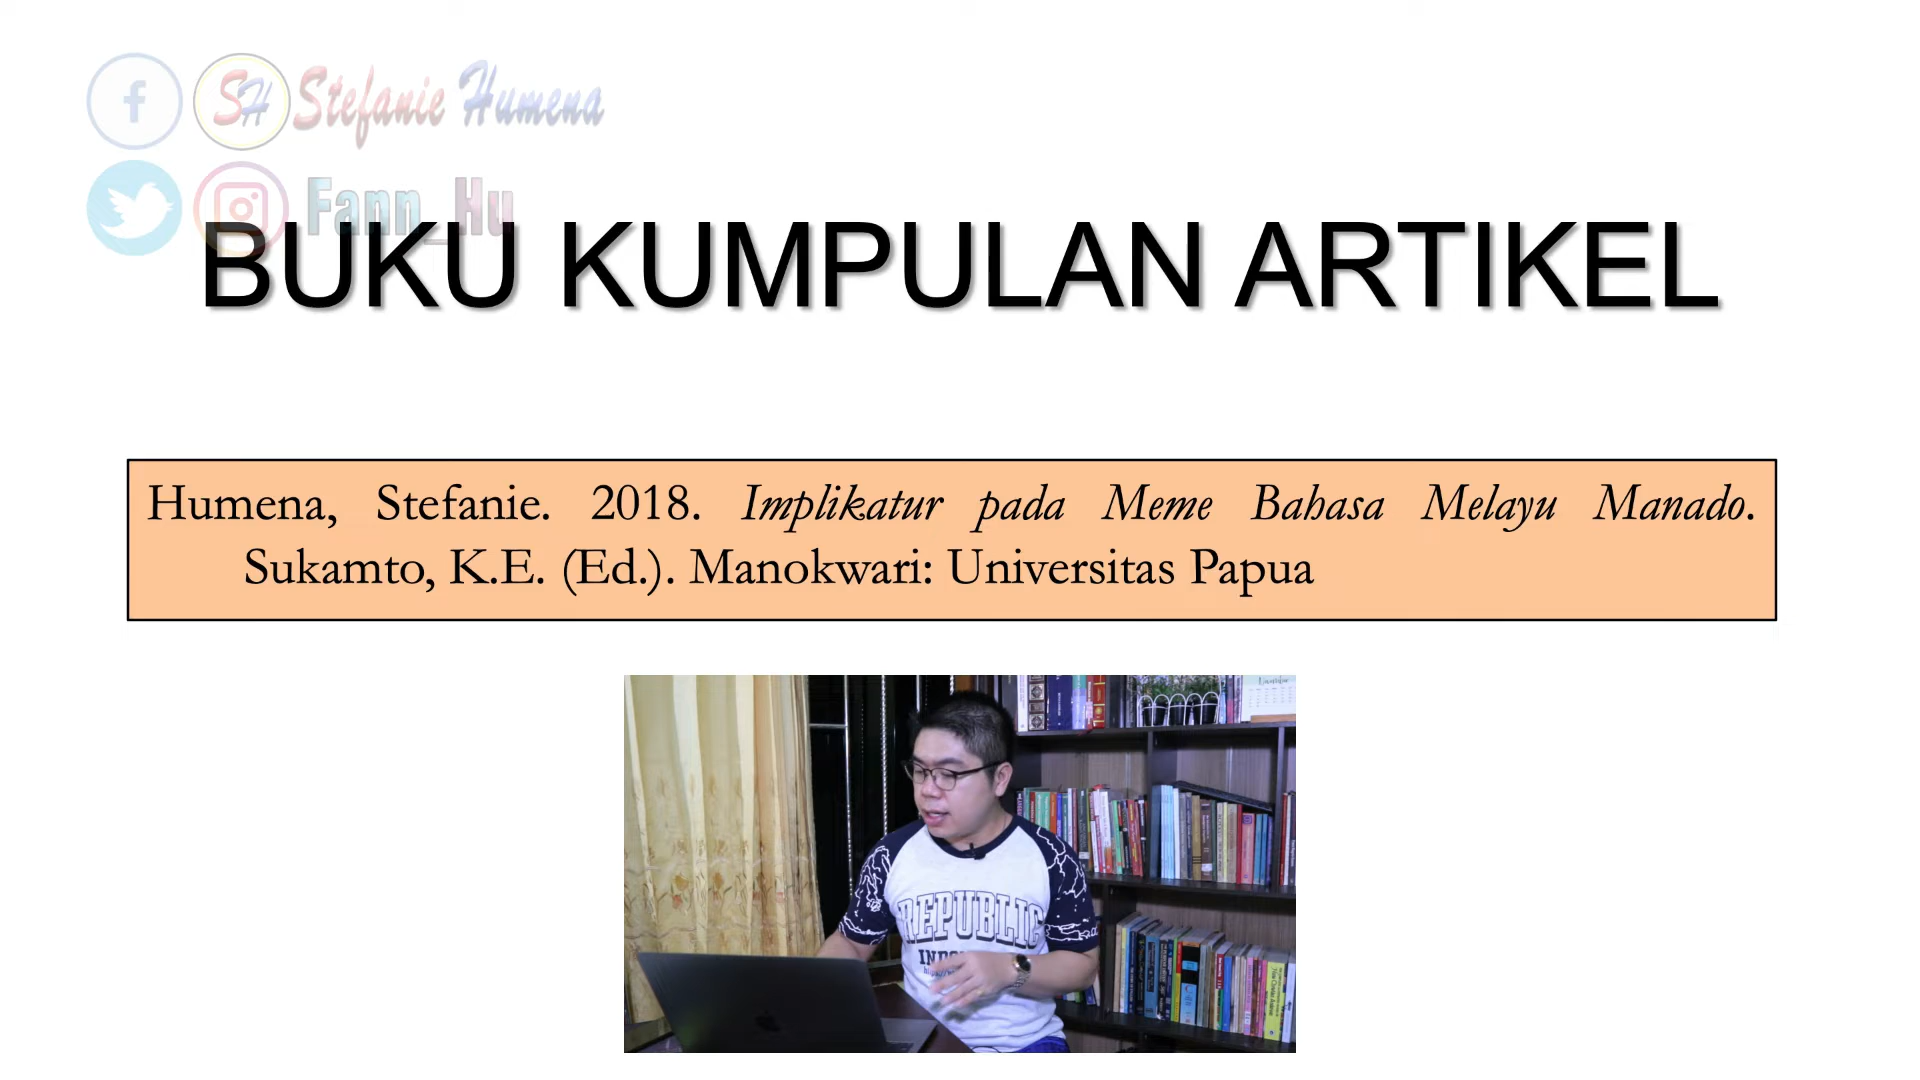 f SH Stefanie Humena
Fann_Hu
BUKU KUMPULAN ARTIKEL
Humena, Stefanie. 2018. Implikatur pada Meme Bahasa Melayu Manado.
Sukamto, K.E. (Ed.). Manokwari: Universitas Papua
REPUBLIC